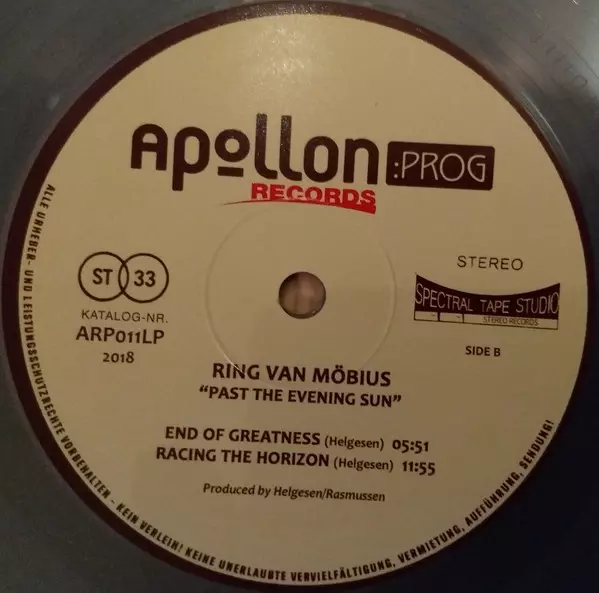 APOLLON :PROG
RECORDS
ST 33
KATALOG-NR.
ARP011LP
2018
STEREO
SPECTRAL TAPE STUDIO
STEREO RECORDS
SIDE B
RING VAN MÖBIUS
“PAST THE EVENING SUN”
END OF GREATNESS (Helgesen) 05:51
RACING THE HORIZON (Helgesen) 11:55
Produced by Helgesen/Rasmussen
ALLE URHEBER- UND LEISTUNGSSCHUTZRECHTE VORBEHALTEN - KEIN VERLEIH! KEINE UNERLAUBTE VERVIELFÄLTIGUNG, VERMIETUNG, AUFFÜHRUNG, SENDUNG!